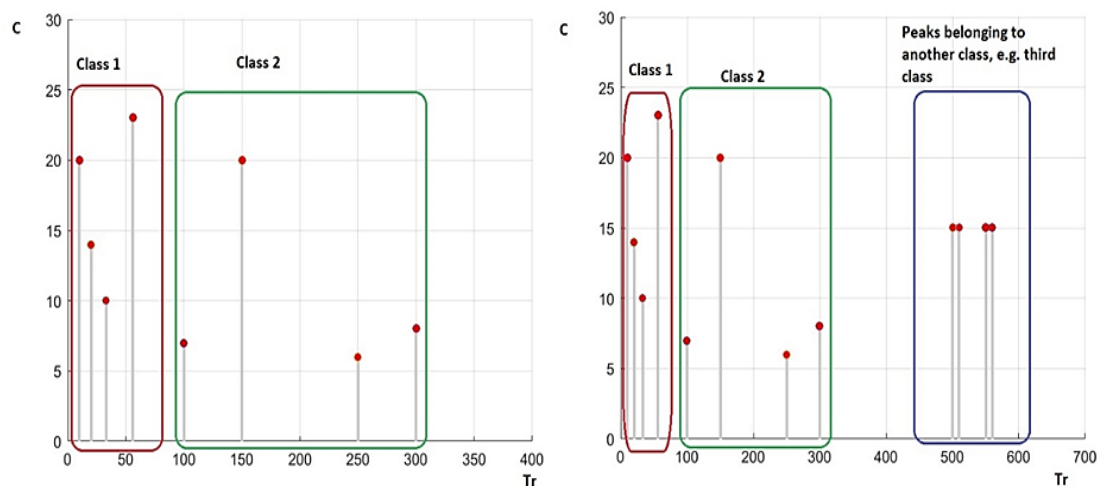 30
C
Class 1
Class 2
25
20
15
10
5
0
0 50 100 150 200 250 300 350 400
Tr
30
C
Peaks belonging to
another class, e.g. third
class
Class 1
Class 2
25
20
15
10
5
0
0 100 200 300 400 500 600 700
Tr